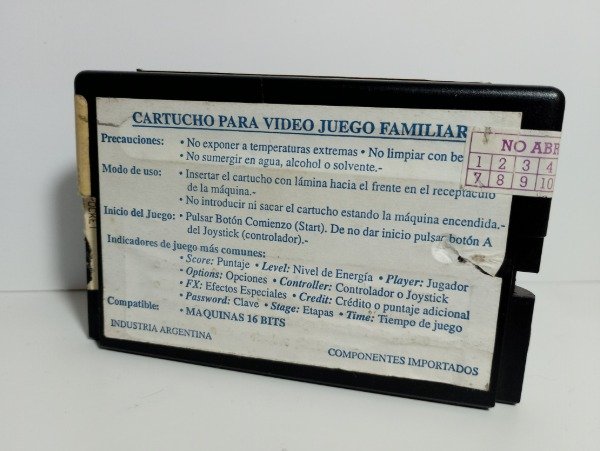 CARTUCHO PARA VIDEO JUEGO FAMILIAR
Precauciones: • No exponer a temperaturas extremas • No limpiar con be
• No sumergir en agua, alcohol o solvente.-
Modo de uso: • Insertar el cartucho con lámina hacia el frente en el receptáculo
de la máquina.-
• No introducir ni sacar el cartucho estando la máquina encendida.-
Inicio del Juego: • Pulsar Botón Comienzo (Start). De no dar inicio pulsar botón A
del Joystick (controlador).-
Indicadores de juego más comunes:
• Score: Puntaje • Level: Nivel de Energía • Player: Jugador
• Options: Opciones • Controller: Controlador o Joystick
• FX: Efectos Especiales • Credit: Crédito o puntaje adicional
• Password: Clave • Stage: Etapas • Time: Tiempo de juego
Compatible: • MAQUINAS 16 BITS
INDUSTRIA ARGENTINA
COMPONENTES IMPORTADOS
NO ABR
1 2 3 4
7 8 9 10